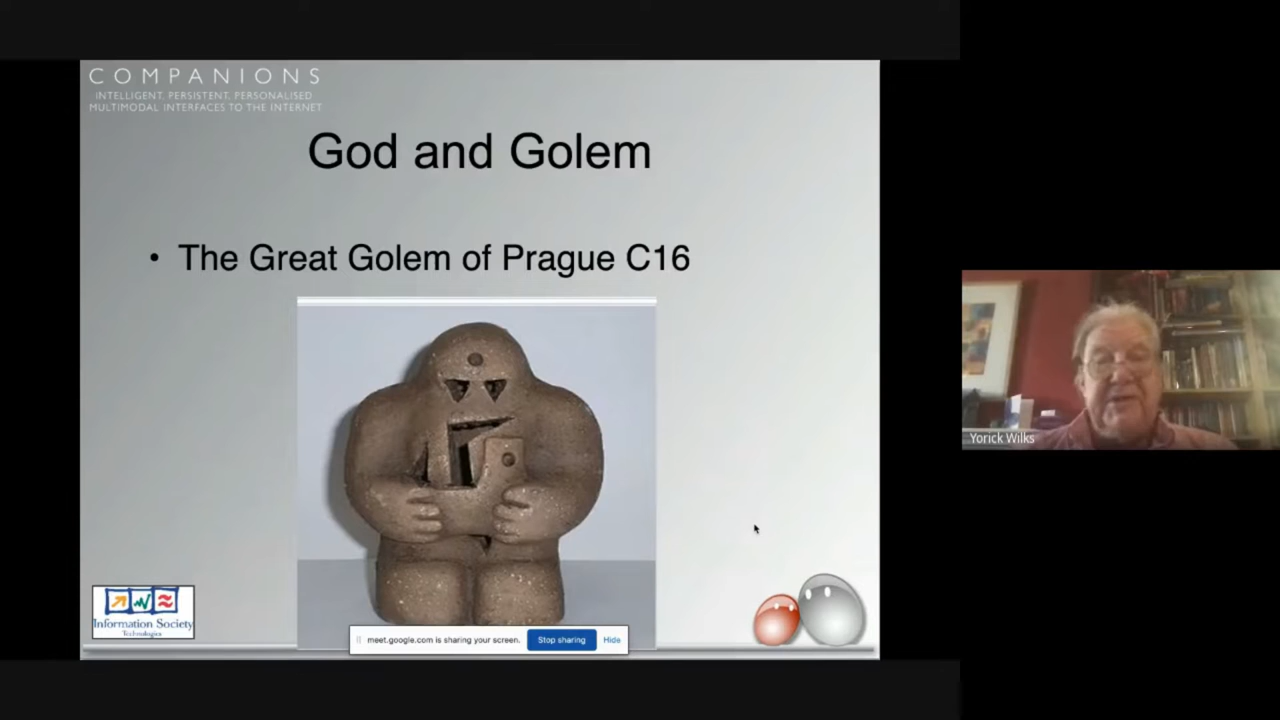 COMPANIONS
INTELLIGENT, PERSISTENT, PERSONALISED
MULTIMODAL INTERFACES TO THE INTERNET
God and Golem
• The Great Golem of Prague C16
Yorick Wilks
Information Society
Technologies
meet.google.com is sharing your screen. Stop sharing Hide